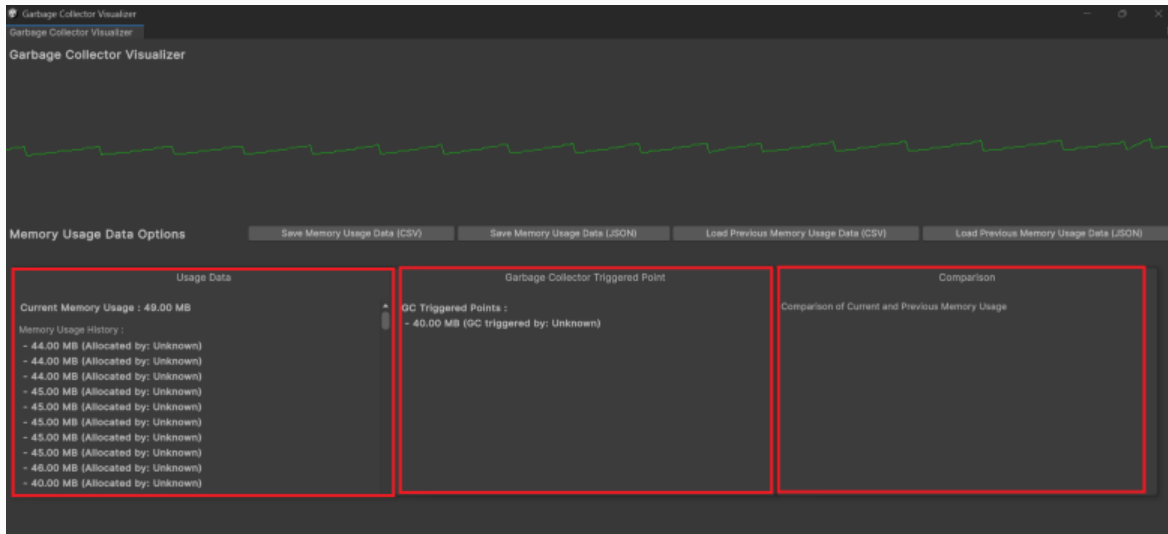 Garbage Collector Visualizer
Garbage Collector Visualizer
Garbage Collector Visualizer
Memory Usage Data Options
Save Memory Usage Data (CSV)
Save Memory Usage Data (JSON)
Load Previous Memory Usage Data (CSV)
Load Previous Memory Usage Data (JSON)
Usage Data
Current Memory Usage : 49.00 MB
Memory Usage History :
- 44.00 MB (Allocated by: Unknown)
- 44.00 MB (Allocated by: Unknown)
- 44.00 MB (Allocated by: Unknown)
- 45.00 MB (Allocated by: Unknown)
- 45.00 MB (Allocated by: Unknown)
- 45.00 MB (Allocated by: Unknown)
- 45.00 MB (Allocated by: Unknown)
- 45.00 MB (Allocated by: Unknown)
- 46.00 MB (Allocated by: Unknown)
- 40.00 MB (Allocated by: Unknown)
Garbage Collector Triggered Point
GC Triggered Points :
- 40.00 MB (GC triggered by: Unknown)
Comparison
Comparison of Current and Previous Memory Usage